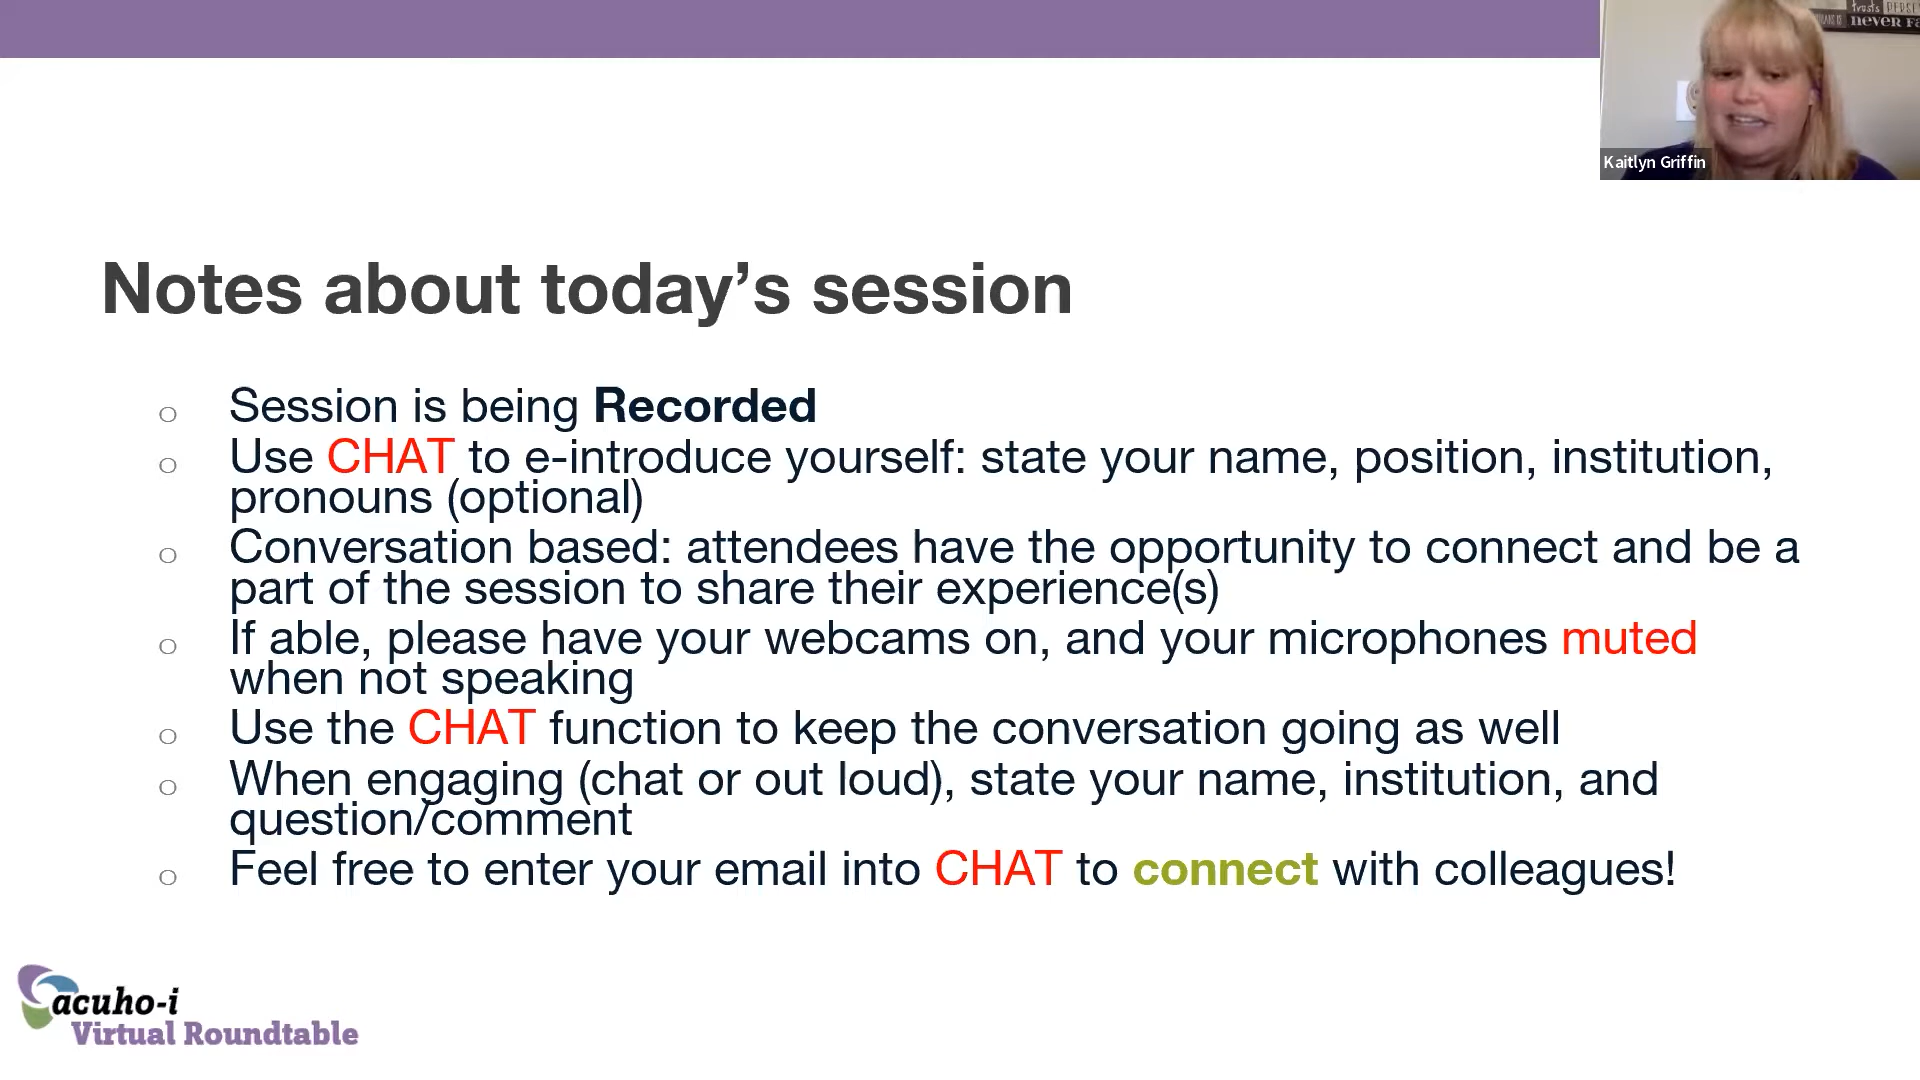 trusts
never
Kaitlyn Griffin
Notes about today’s session
Session is being Recorded
Use CHAT to e-introduce yourself: state your name, position, institution,
pronouns (optional)
Conversation based: attendees have the opportunity to connect and be a
part of the session to share their experience(s)
If able, please have your webcams on, and your microphones muted
when not speaking
Use the CHAT function to keep the conversation going as well
When engaging (chat or out loud), state your name, institution, and
question/comment
Feel free to enter your email into CHAT to connect with colleagues!
acuho-i
Virtual Roundtable